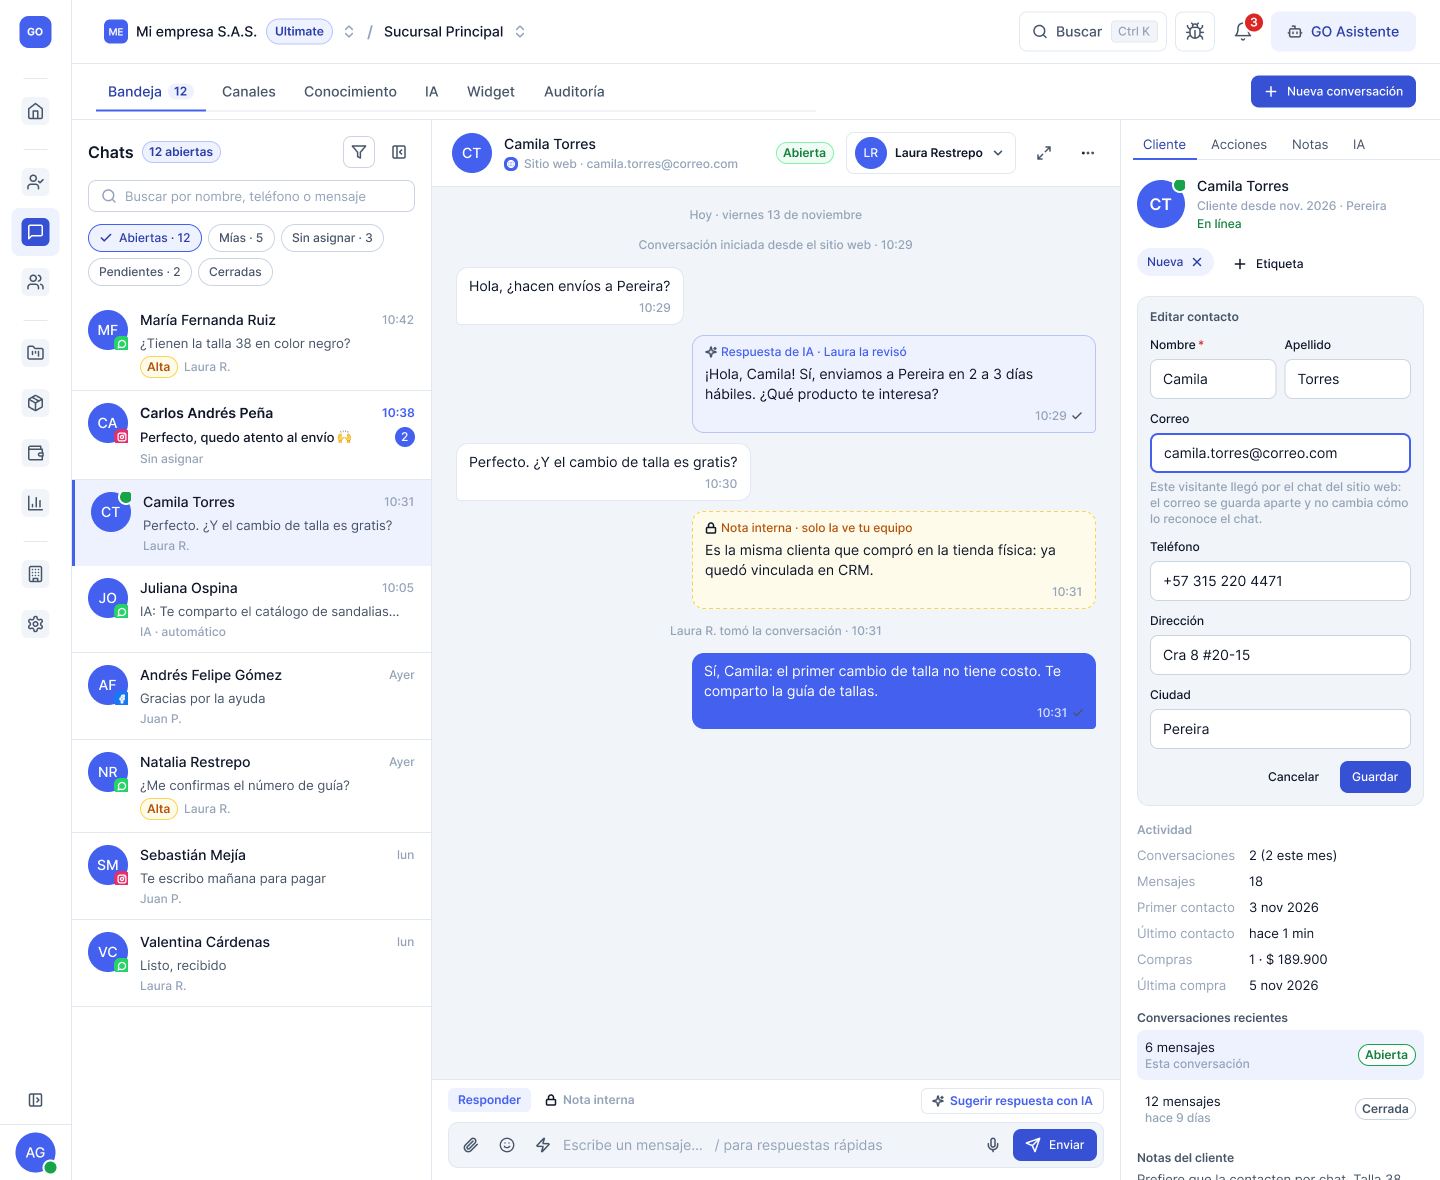 GO
ME Mi empresa S.A.S. Ultimate / Sucursal Principal
Buscar Ctrl K
3
GO Asistente
Bandeja 12 Canales Conocimiento IA Widget Auditoría
Nueva conversación
Chats 12 abiertas
Buscar por nombre, teléfono o mensaje
Abiertas · 12 Mías · 5 Sin asignar · 3
Pendientes · 2 Cerradas
MF María Fernanda Ruiz 10:42
¿Tienen la talla 38 en color negro?
Alta Laura R.
CA Carlos Andrés Peña 10:38
Perfecto, quedo atento al envío 🙌 2
Sin asignar
CT Camila Torres 10:31
Perfecto. ¿Y el cambio de talla es gratis?
Laura R.
JO Juliana Ospina 10:05
IA: Te comparto el catálogo de sandalias...
IA · automático
AF Andrés Felipe Gómez Ayer
Gracias por la ayuda
Juan P.
NR Natalia Restrepo Ayer
¿Me confirmas el número de guía?
Alta Laura R.
SM Sebastián Mejía lun
Te escribo mañana para pagar
Juan P.
VC Valentina Cárdenas lun
Listo, recibido
Laura R.
AG
CT Camila Torres
Sitio web · camila.torres@correo.com
Abierta
LR Laura Restrepo
Hoy · viernes 13 de noviembre
Conversación iniciada desde el sitio web · 10:29
Hola, ¿hacen envíos a Pereira?
10:29
Respuesta de IA · Laura la revisó
¡Hola, Camila! Sí, enviamos a Pereira en 2 a 3 días
hábiles. ¿Qué producto te interesa?
10:29
Perfecto. ¿Y el cambio de talla es gratis?
10:30
Nota interna · solo la ve tu equipo
Es la misma clienta que compró en la tienda física: ya
quedó vinculada en CRM.
10:31
Laura R. tomó la conversación · 10:31
Sí, Camila: el primer cambio de talla no tiene costo. Te
comparto la guía de tallas.
10:31
Responder Nota interna
Sugerir respuesta con IA
Escribe un mensaje... / para respuestas rápidas
Enviar
Cliente Acciones Notas IA
CT Camila Torres
Cliente desde nov. 2026 · Pereira
En línea
Nueva
Etiqueta
Editar contacto
Nombre * Apellido
Camila Torres
Correo
camila.torres@correo.com
Este visitante llegó por el chat del sitio web:
el correo se guarda aparte y no cambia cómo
lo reconoce el chat.
Teléfono
+57 315 220 4471
Dirección
Cra 8 #20-15
Ciudad
Pereira
Cancelar Guardar
Actividad
Conversaciones 2 (2 este mes)
Mensajes 18
Primer contacto 3 nov 2026
Último contacto hace 1 min
Compras 1 · $ 189.900
Última compra 5 nov 2026
Conversaciones recientes
6 mensajes
Esta conversación
Abierta
12 mensajes
hace 9 días
Cerrada
Notas del cliente
Prefiere que la contacten por chat. Talla 38